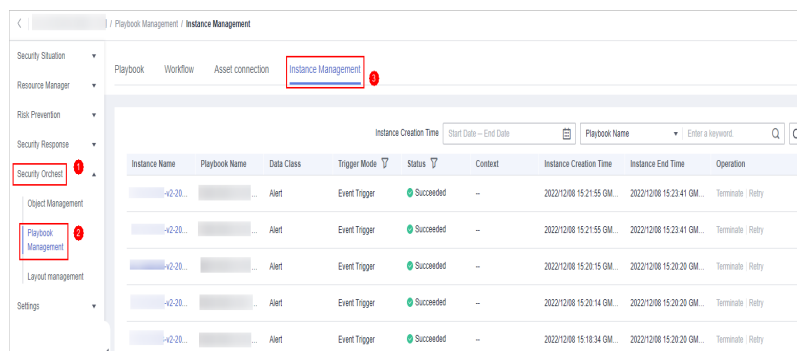 / Playbook Management / Instance Management
Security Situation
Resource Manager
Risk Prevention
Security Response
Security Orchest
1
Object Management
Playbook
Management
2
Layout management
Settings
Playbook Workflow Asset connection Instance Management
3
Instance Creation Time Start Date – End Date Playbook Name Enter a keyword.
Instance Name Playbook Name Data Class Trigger Mode Status Context Instance Creation Time Instance End Time Operation
-v2-20... ... Alert Event Trigger Succeeded -- 2022/12/08 15:21:55 GM... 2022/12/08 15:23:41 GM... Terminate | Retry
-v2-20... ... Alert Event Trigger Succeeded -- 2022/12/08 15:21:55 GM... 2022/12/08 15:23:41 GM... Terminate | Retry
-v2-20... ... Alert Event Trigger Succeeded -- 2022/12/08 15:20:15 GM... 2022/12/08 15:20:20 GM... Terminate | Retry
-v2-20... ... Alert Event Trigger Succeeded -- 2022/12/08 15:20:14 GM... 2022/12/08 15:20:20 GM... Terminate | Retry
-v2-20... ... Alert Event Trigger Succeeded -- 2022/12/08 15:18:34 GM... 2022/12/08 15:20:20 GM... Terminate | Retry